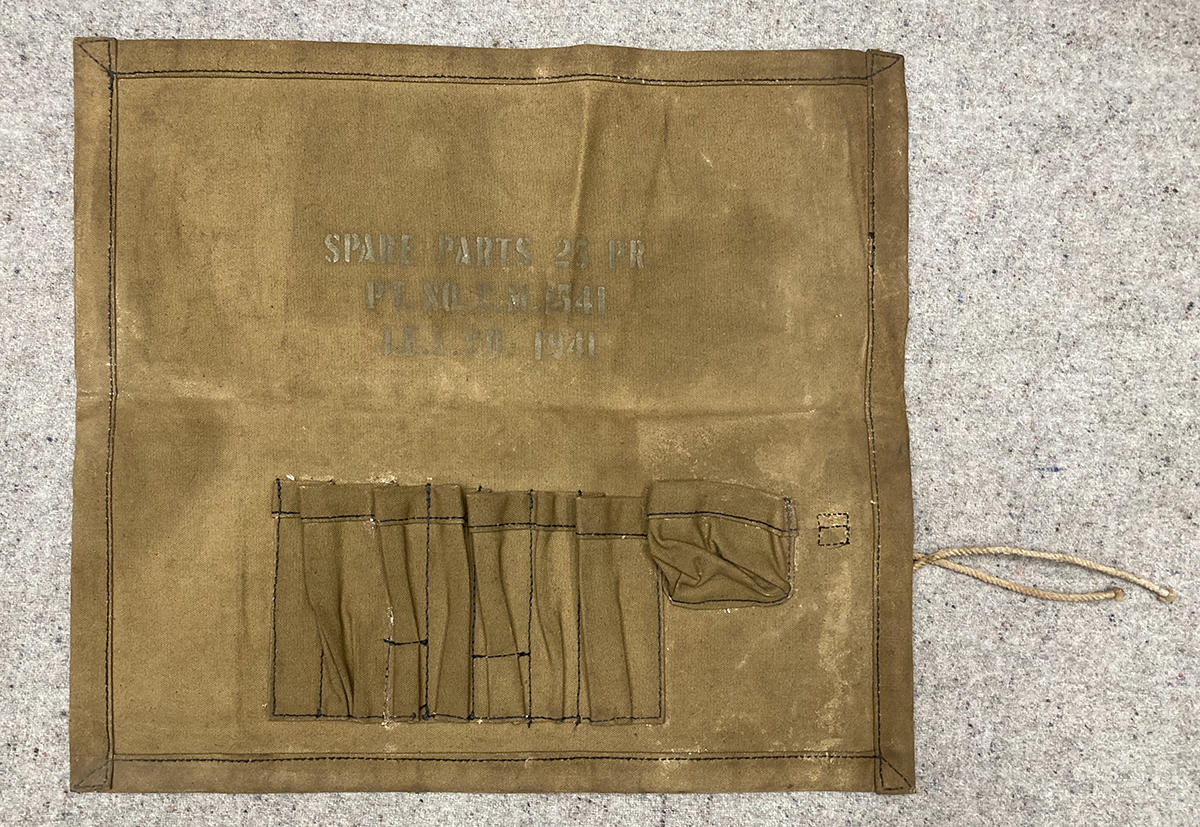 SPARE PARTS 25 PR
PT. NO. C.M. 1541
1941